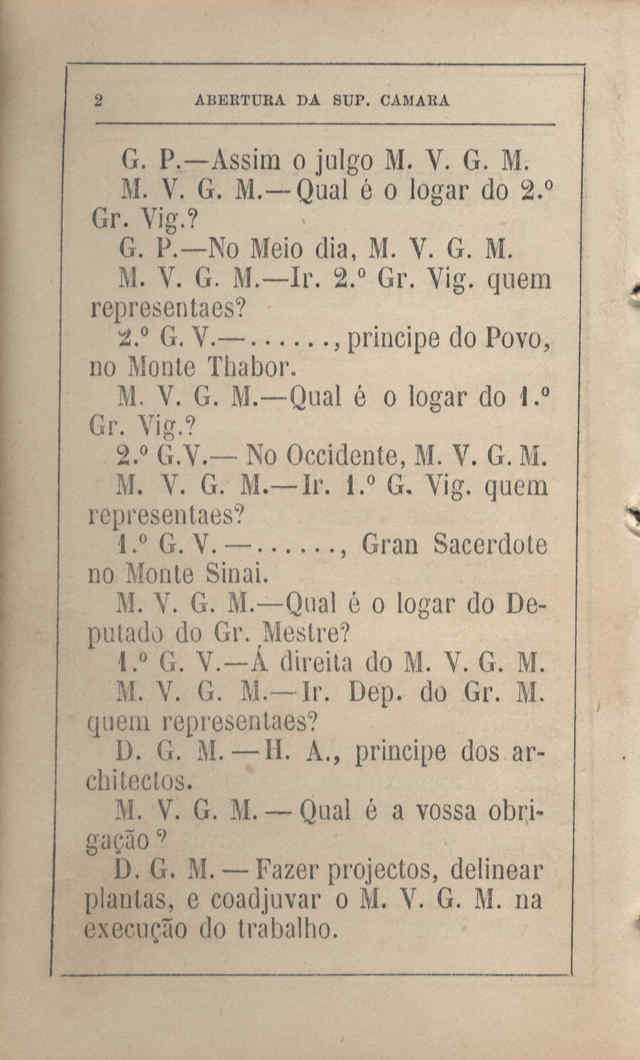 2 ABERTURA DA SUP. CAMARA
G. P.—Assim o julgo M. V. G. M.
M. V. G. M.—Qual é o logar do 2.º
Gr. Vig.?
G. P.—No Meio dia, M. V. G. M.
M. V. G. M.—Ir. 2.º Gr. Vig. quem
representaes?
2.º G. V.—......, principe do Povo,
no Monte Thabor.
M. V. G. M.—Qual é o logar do 1.º
Gr. Vig.?
2.º G.V.— No Occidente, M. V. G. M.
M. V. G. M.—Ir. 1.º G. Vig. quem
representaes?
1.º G. V.—......, Gran Sacerdote
no Monte Sinai.
M. V. G. M.—Qual é o logar do De-
putado do Gr. Mestre?
1.º G. V.—Á direita do M. V. G. M.
M. V. G. M.—Ir. Dep. do Gr. M.
quem representaes?
D. G. M.—H. A., principe dos ar-
chitectos.
M. V. G. M.—Qual é a vossa obri-
gação?
D. G. M.—Fazer projectos, delinear
plantas, e coadjuvar o M. V. G. M. na
execução do trabalho.